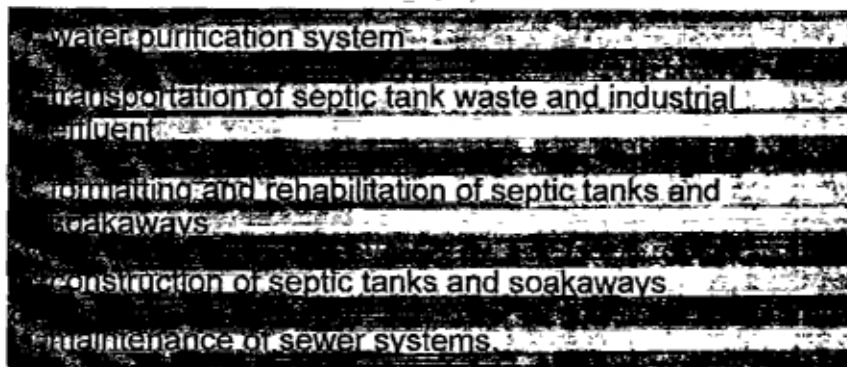 water purification system
transportation of septic tank waste and industrial
effluent
formatting and rehabilitation of septic tanks and
soakaways
construction of septic tanks and soakaways
maintenance of sewer systems